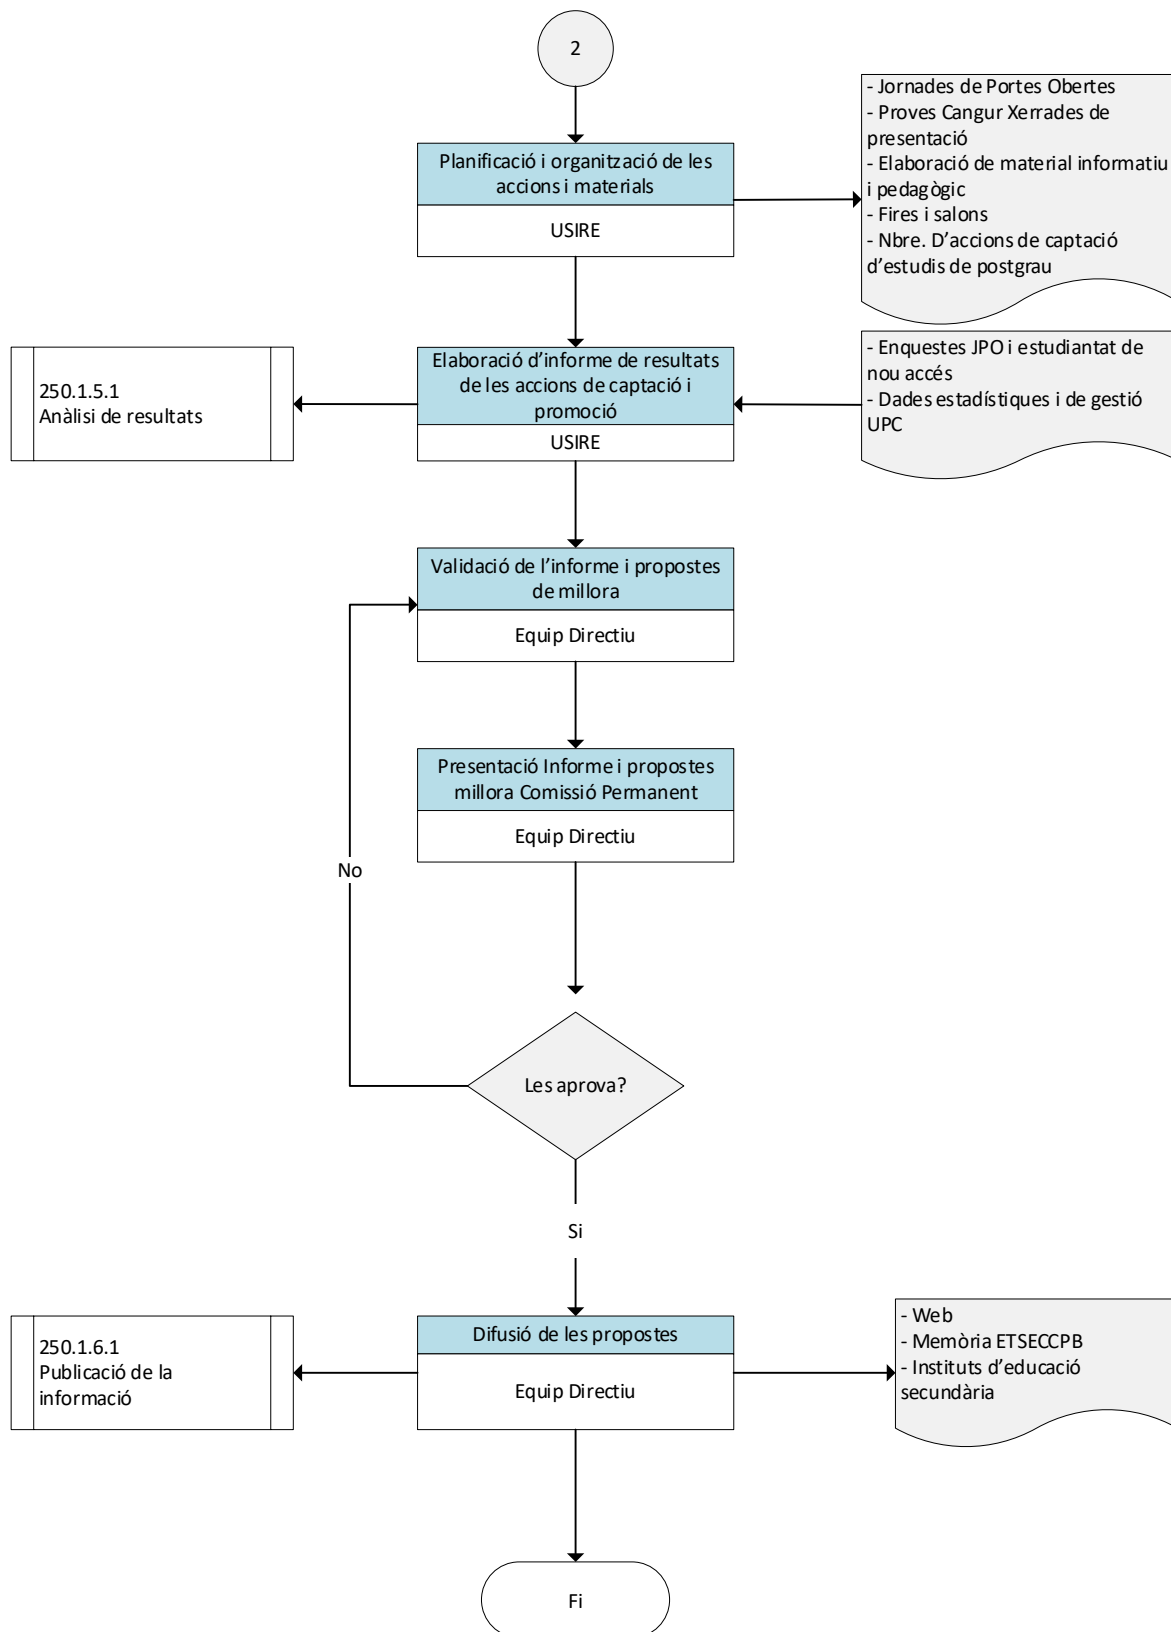 2
Planificació i organització de les
accions i materials
USIRE
- Jornades de Portes Obertes
- Proves Cangur Xerrades de
presentació
- Elaboració de material informatiu
i pedagògic
- Fires i salons
- Nbre. D’accions de captació
d’estudis de postgrau
250.1.5.1
Anàlisi de resultats
Elaboració d’informe de resultats
de les accions de captació i
promoció
USIRE
- Enquestes JPO i estudiantat de
nou accés
- Dades estadístiques i de gestió
UPC
Validació de l’informe i propostes
de millora
Equip Directiu
Presentació Informe i propostes
millora Comissió Permanent
Equip Directiu
No
Les aprova?
Si
250.1.6.1
Publicació de la
informació
Difusió de les propostes
Equip Directiu
- Web
- Memòria ETSECCPB
- Instituts d’educació
secundària
Fi